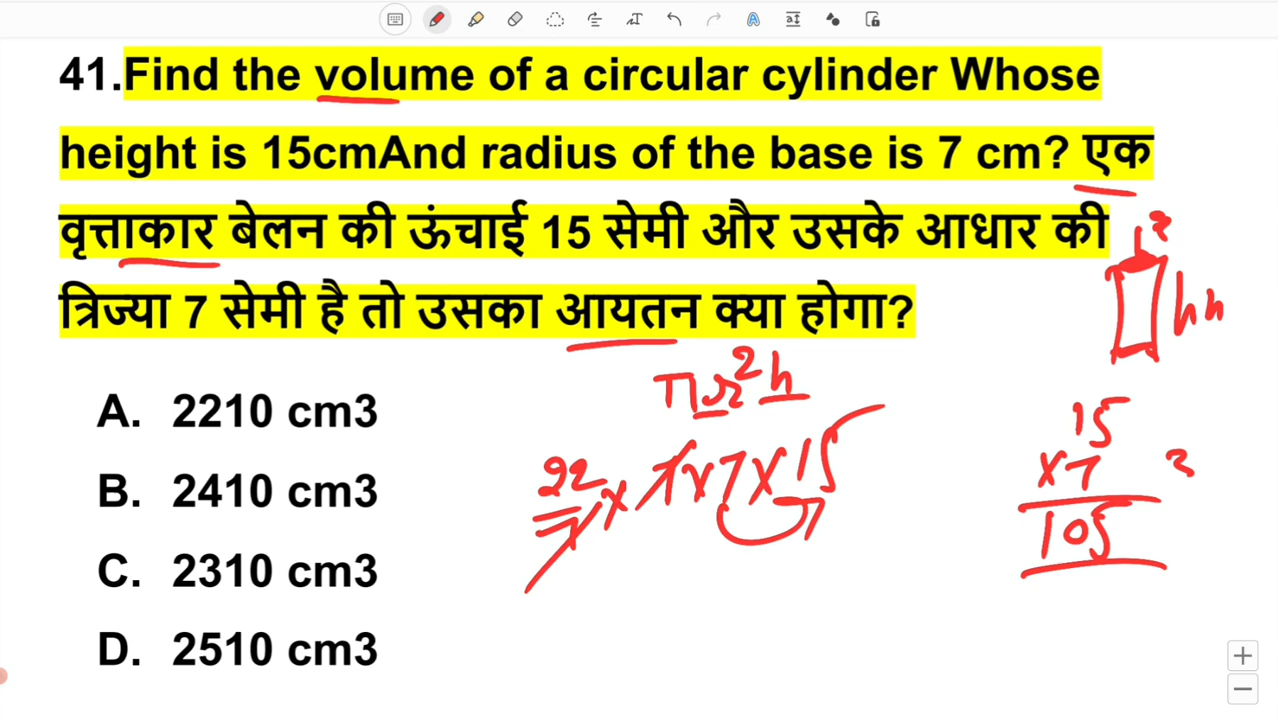 41.Find the volume of a circular cylinder Whose
height is 15cmAnd radius of the base is 7 cm? एक
वृत्ताकार बेलन की ऊंचाई 15 सेमी और उसके आधार की
त्रिज्या 7 सेमी है तो उसका आयतन क्या होगा?
A. 2210 cm3
B. 2410 cm3
C. 2310 cm3
D. 2510 cm3
πr²h
22/7 x 7 x 7 x 15
h
15
x7
105